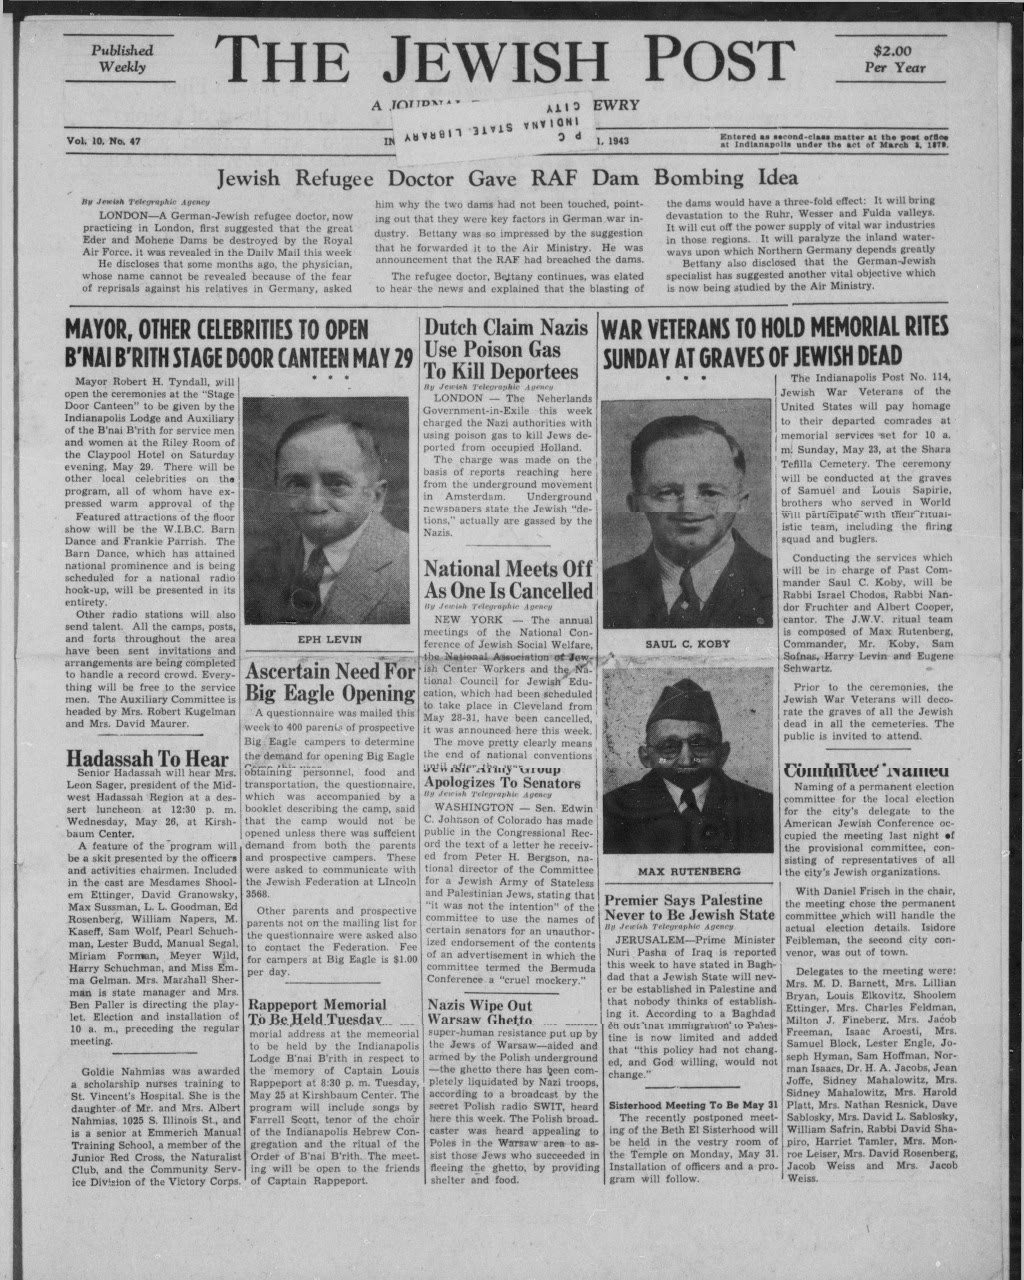 Published
Weekly
THE JEWISH POST
$2.00
Per Year
A JOURNAL
EWRY
P C
INDIANA STATE LIBRARY
CITY
Vol. 10, No. 47
IN
1, 1943
Entered as second-class matter at the post office
at Indianapolis under the act of March 3, 1879.
Jewish Refugee Doctor Gave RAF Dam Bombing Idea
By Jewish Telegraphic Agency
LONDON—A German-Jewish refugee doctor, now
practicing in London, first suggested that the great
Eder and Mohene Dams be destroyed by the Royal
Air Force, it was revealed in the Daily Mail this week
He discloses that some months ago, the physician,
whose name cannot be revealed because of the fear
of reprisals against his relatives in Germany, asked
him why the two dams had not been touched, point-
ing out that they were key factors in German war in-
dustry. Bettany was so impressed by the suggestion
that he forwarded it to the Air Ministry. He was
announcement that the RAF had breached the dams.
The refugee doctor, Bettany continues, was elated
to hear the news and explained that the blasting of
the dams would have a three-fold effect: It will bring
devastation to the Ruhr, Wesser and Fulda valleys.
It will cut off the power supply of vital war industries
in those regions. It will paralyze the inland water-
ways upon which Northern Germany depends greatly
Bettany also disclosed that the German-Jewish
specialist has suggested another vital objective which
is now being studied by the Air Ministry.
MAYOR, OTHER CELEBRITIES TO OPEN
B'NAI B'RITH STAGE DOOR CANTEEN MAY 29
Mayor Robert H. Tyndall, will
open the ceremonies at the "Stage
Door Canteen" to be given by the
Indianapolis Lodge and Auxiliary
of the B'nai B'rith for service men
and women at the Riley Room of
the Claypool Hotel on Saturday
evening, May 29. There will be
other local celebrities on the
program, all of whom have ex-
pressed warm approval of the
Featured attractions of the floor
show will be the W.I.B.C. Barn
Dance and Frankie Parrish. The
Barn Dance, which has attained
national prominence and is being
scheduled for a national radio
hook-up, will be presented in its
entirety.
Other radio stations will also
send talent. All the camps, posts,
and forts throughout the area
have been sent invitations and
arrangements are being completed
to handle a record crowd. Every-
thing will be free to the service
men. The Auxiliary Committee is
headed by Mrs. Robert Kugelman
and Mrs. David Maurer.
Hadassah To Hear
Senior Hadassah will hear Mrs.
Leon Sager, president of the Mid-
west Hadassah Region at a des-
sert luncheon at 12:30 p. m.
Wednesday, May 26, at Kirsh-
baum Center.
A feature of the program will
be a skit presented by the officers
and activities chairmen. Included
in the cast are Mesdames Shool-
em Ettinger, David Granowsky,
Max Sussman, L. L. Goodman, Ed
Rosenberg, William Napers, M.
Kaseff, Sam Wolf, Pearl Schuch-
man, Lester Budd, Manual Segal,
Miriam Forman, Meyer Wild,
Harry Schuchman, and Miss Em-
ma Gelman. Mrs. Marshall Sher-
man is state manager and Mrs.
Ben Paller is directing the play-
let. Election and installation of
10 a. m., preceding the regular
meeting.
Goldie Nahmias was awarded
a scholarship nurses training to
St. Vincent's Hospital. She is the
daughter of Mr. and Mrs. Albert
Nahmias, 1025 S. Illinois St., and
is a senior at Emmerich Manual
Training School, a member of the
Junior Red Cross, the Naturalist
Club, and the Community Serv-
ice Division of the Victory Corps.
EPH LEVIN
Ascertain Need For
Big Eagle Opening
A questionnaire was mailed this
week to 400 parents of prospective
Big Eagle campers to determine
the demand for opening Big Eagle
obtaining personnel, food and
transportation, the questionnaire,
which was accompanied by a
booklet describing the camp, said
that the camp would not be
opened unless there was suffcient
demand from both the parents
and prospective campers. These
were asked to communicate with
the Jewish Federation at LIncoln
3568.
Other parents and prospective
parents not on the mailing list for
the questionnaire were asked also
to contact the Federation. Fee
for campers at Big Eagle is $1.00
per day.
Rappeport Memorial
To Be Held Tuesday
morial address at the memeorial
to be held by the Indianapolis
Lodge B'nai B'rith in respect to
the memory of Captain Louis
Rappeport at 8:30 p. m. Tuesday,
May 25 at Kirshbaum Center. The
program will include songs by
Farrell Scott, tenor of the choir
of the Indianapolis Hebrew Con-
gregation and the ritual of the
Order of B'nai B'rith. The meet-
ing will be open to the friends
of Captain Rappeport.
Dutch Claim Nazis
Use Poison Gas
To Kill Deportees
By Jewish Telegraphic Agency
LONDON — The Neherlands
Government-in-Exile this week
charged the Nazi authorities with
using poison gas to kill Jews de-
ported from occupied Holland.
The charge was made on the
basis of reports reaching here
from the underground movement
in Amsterdam. Underground
newspapers state the Jewish "de-
tions," actually are gassed by the
Nazis.
National Meets Off
As One Is Cancelled
By Jewish Telegraphic Agency
NEW YORK — The annual
meetings of the National Con-
ference of Jewish Social Welfare,
the National Association of Jew-
ish Center Workers and the Na-
tional Council for Jewish Edu-
cation, which had been scheduled
to take place in Cleveland from
May 28-31, have been cancelled,
it was announced here this week.
The move pretty clearly means
the end of national conventions
Jewish Army Group
Apologizes To Senators
By Jewish Telegraphic Agency
WASHINGTON — Sen. Edwin
C. Johnson of Colorado has made
public in the Congressional Rec-
ord the text of a letter he receiv-
ed from Peter H. Bergson, na-
tional director of the Committee
for a Jewish Army of Stateless
and Palestinian Jews, stating that
"it was not the intention" of the
committee to use the names of
certain senators for an unauthor-
ized endorsement of the contents
of an advertisement in which the
committee termed the Bermuda
Conference a "cruel mockery."
Nazis Wipe Out
Warsaw Ghetto
super-human resistance put up by
the Jews of Warsaw—aided and
armed by the Polish underground
—the ghetto there has been com-
pletely liquidated by Nazi troops,
according to a broadcast by the
secret Polish radio SWIT, heard
here this week. The Polish broad-
caster was heard appealing to
Poles in the Warsaw area to as-
sist those Jews who succeeded in
fleeing the ghetto, by providing
shelter and food.
WAR VETERANS TO HOLD MEMORIAL RITES
SUNDAY AT GRAVES OF JEWISH DEAD
SAUL C. KOBY
MAX RUTENBERG
Premier Says Palestine
Never to Be Jewish State
By Jewish Telegraphic Agency
JERUSALEM—Prime Minister
Nuri Pasha of Iraq is reported
this week to have stated in Bagh-
dad that a Jewish State will nev-
er be established in Palestine and
that nobody thinks of establish-
ing it. According to a Baghdad
out that immigration to Pales-
tine is now limited and added
that "this policy had not chang-
ed, and God willing, would not
change."
Sisterhood Meeting To Be May 31
The recently postponed meet-
ing of the Beth El Sisterhood will
be held in the vestry room of
the Temple on Monday, May 31.
Installation of officers and a pro-
gram will follow.
The Indianapolis Post No. 114,
Jewish War Veterans of the
United States will pay homage
to their departed comrades at
memorial services set for 10 a.
m. Sunday, May 23, at the Shara
Tefilla Cemetery. The ceremony
will be conducted at the graves
of Samuel and Louis Sapirie,
brothers who served in World
will participate with their ritual-
istic team, including the firing
squad and buglers.
Conducting the services which
will be in charge of Past Com-
mander Saul C. Koby, will be
Rabbi Israel Chodos, Rabbi Nan-
dor Fruchter and Albert Cooper,
cantor. The J.W.V. ritual team
is composed of Max Rutenberg,
Commander, Mr. Koby, Sam
Sofnas, Harry Levin and Eugene
Schwartz.
Prior to the ceremonies, the
Jewish War Veterans will deco-
rate the graves of all the Jewish
dead in all the cemeteries. The
public is invited to attend.
Committee Named
Naming of a permanent election
committee for the local election
for the city's delegate to the
American Jewish Conference oc-
cupied the meeting last night of
the provisional committee, con-
sisting of representatives of all
the city's Jewish organizations.
With Daniel Frisch in the chair,
the meeting chose the permanent
committee which will handle the
actual election details. Isidore
Feibleman, the second city con-
venor, was out of town.
Delegates to the meeting were:
Mrs. M. D. Barnett, Mrs. Lillian
Bryan, Louis Elkovitz, Shoolem
Ettinger, Mrs. Charles Feldman,
Milton J. Fineberg, Mrs. Jacob
Freeman, Isaac Aroesti, Mrs.
Samuel Block, Lester Engle, Jo-
seph Hyman, Sam Hoffman, Nor-
man Isaacs, Dr. H. A. Jacobs, Jean
Joffe, Sidney Mahalowitz, Mrs.
Sidney Mahalowitz, Mrs. Harold
Platt, Mrs. Nathan Resnick, Dave
Sablosky, Mrs. David L. Sablosky,
William Safrin, Rabbi David Sha-
piro, Harriet Tamler, Mrs. Mon-
roe Leiser, Mrs. David Rosenberg,
Jacob Weiss and Mrs. Jacob
Weiss.